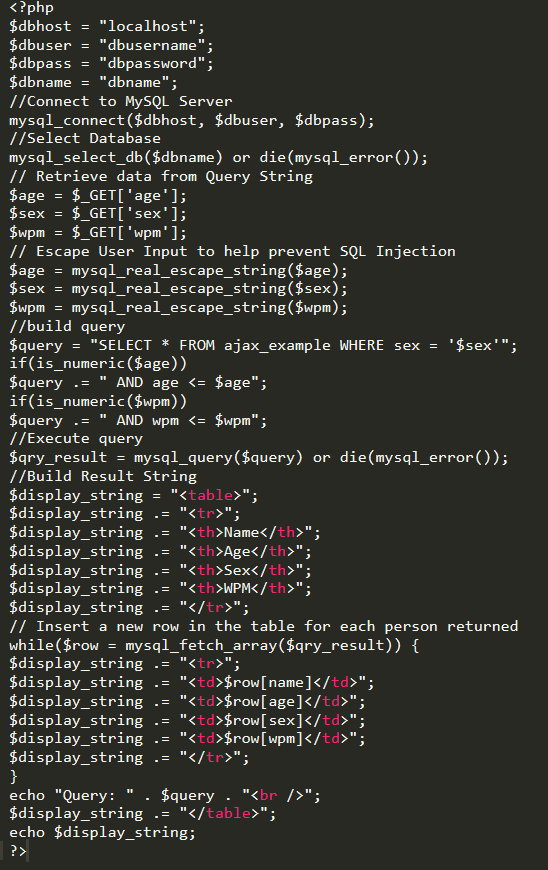 <?php
$dbhost = "localhost";
$dbuser = "dbusername";
$dbpass = "dbpassword";
$dbname = "dbname";
//Connect to MySQL Server
mysql_connect($dbhost, $dbuser, $dbpass);
//Select Database
mysql_select_db($dbname) or die(mysql_error());
// Retrieve data from Query String
$age = $_GET['age'];
$sex = $_GET['sex'];
$wpm = $_GET['wpm'];
// Escape User Input to help prevent SQL Injection
$age = mysql_real_escape_string($age);
$sex = mysql_real_escape_string($sex);
$wpm = mysql_real_escape_string($wpm);
//build query
$query = "SELECT * FROM ajax_example WHERE sex = '$sex'";
if(is_numeric($age))
$query .= " AND age <= $age";
if(is_numeric($wpm))
$query .= " AND wpm <= $wpm";
//Execute query
$qry_result = mysql_query($query) or die(mysql_error());
//Build Result String
$display_string = "<table>";
$display_string .= "<tr>";
$display_string .= "<th>Name</th>";
$display_string .= "<th>Age</th>";
$display_string .= "<th>Sex</th>";
$display_string .= "<th>WPM</th>";
$display_string .= "</tr>";
// Insert a new row in the table for each person returned
while($row = mysql_fetch_array($qry_result)) {
$display_string .= "<tr>";
$display_string .= "<td>$row[name]</td>";
$display_string .= "<td>$row[age]</td>";
$display_string .= "<td>$row[sex]</td>";
$display_string .= "<td>$row[wpm]</td>";
$display_string .= "</tr>";
}
echo "Query: " . $query . "<br />";
$display_string .= "</table>";
echo $display_string;
?>